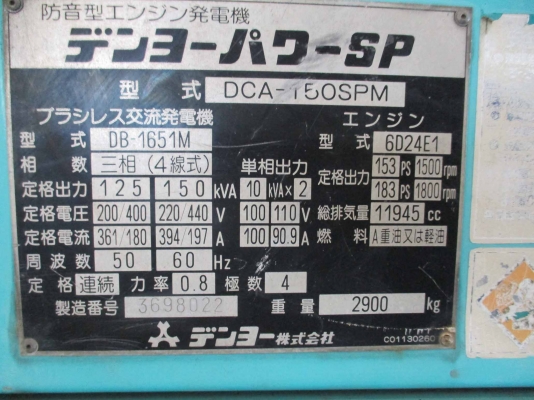 防音型エンジン発電機
デンヨーパワーSP
型式 DCA-150SPM
ブラシレス交流発電機 エンジン
型式 DB-1651M 型式 6D24E1
相数 三相(4線式) 単相出力 定格出力 153 PS 1500 rpm
定格出力 125 150 kVA 10 kVA×2 183 PS 1800 rpm
定格電圧 200/400 220/440 V 100 110 V 総排気量 11945 cc
定格電流 361/180 394/197 A 100 90.9 A 燃料 A重油又は軽油
周波数 50 60 Hz
定格 連続 力率 0.8 極数 4
製造番号 3698022 重量 2900 kg
デンヨー株式会社
C01130260